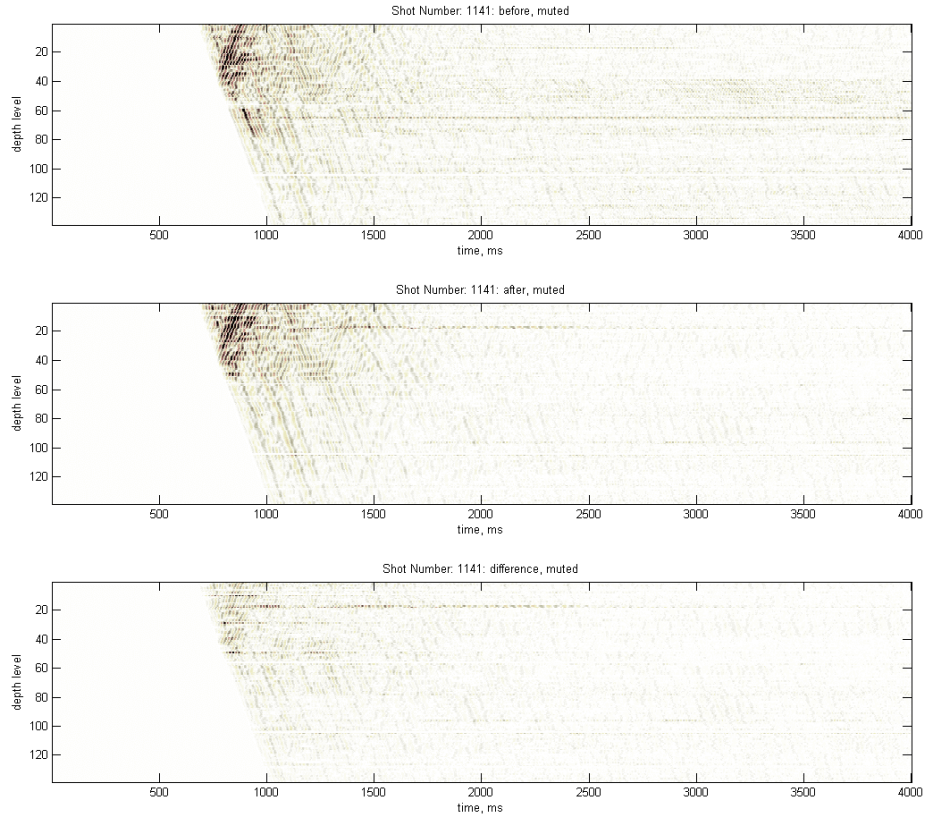 Shot Number: 1141: before, muted
20
40
60
80
100
120
depth level
500 1000 1500 2000 2500 3000 3500 4000
time, ms
Shot Number: 1141: after, muted
20
40
60
80
100
120
depth level
500 1000 1500 2000 2500 3000 3500 4000
time, ms
Shot Number: 1141: difference, muted
20
40
60
80
100
120
depth level
500 1000 1500 2000 2500 3000 3500 4000
time, ms